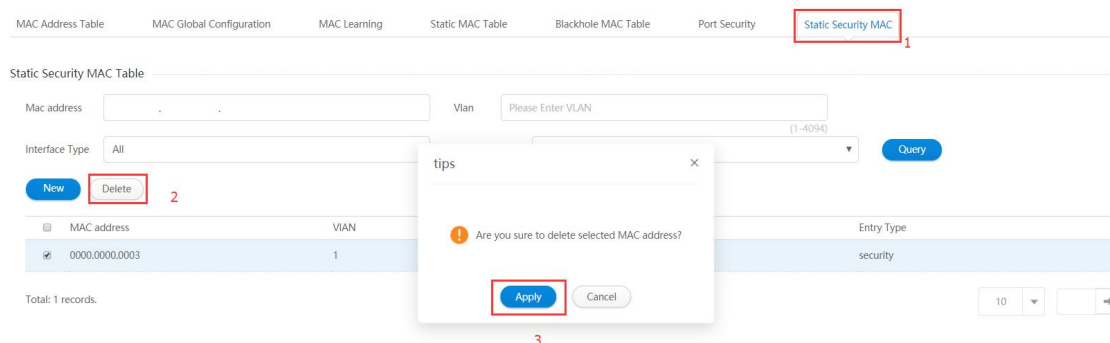 MAC Address Table MAC Global Configuration MAC Learning Static MAC Table Blackhole MAC Table Port Security Static Security MAC
1
Static Security MAC Table
Mac address . . Vlan Please Enter VLAN
(1-4094)
Interface Type All Query
tips ×
New Delete 2
MAC address VIAN Entry Type
Are you sure to delete selected MAC address?
0000.0000.0003 1 security
Total: 1 records. Apply Cancel 10
3